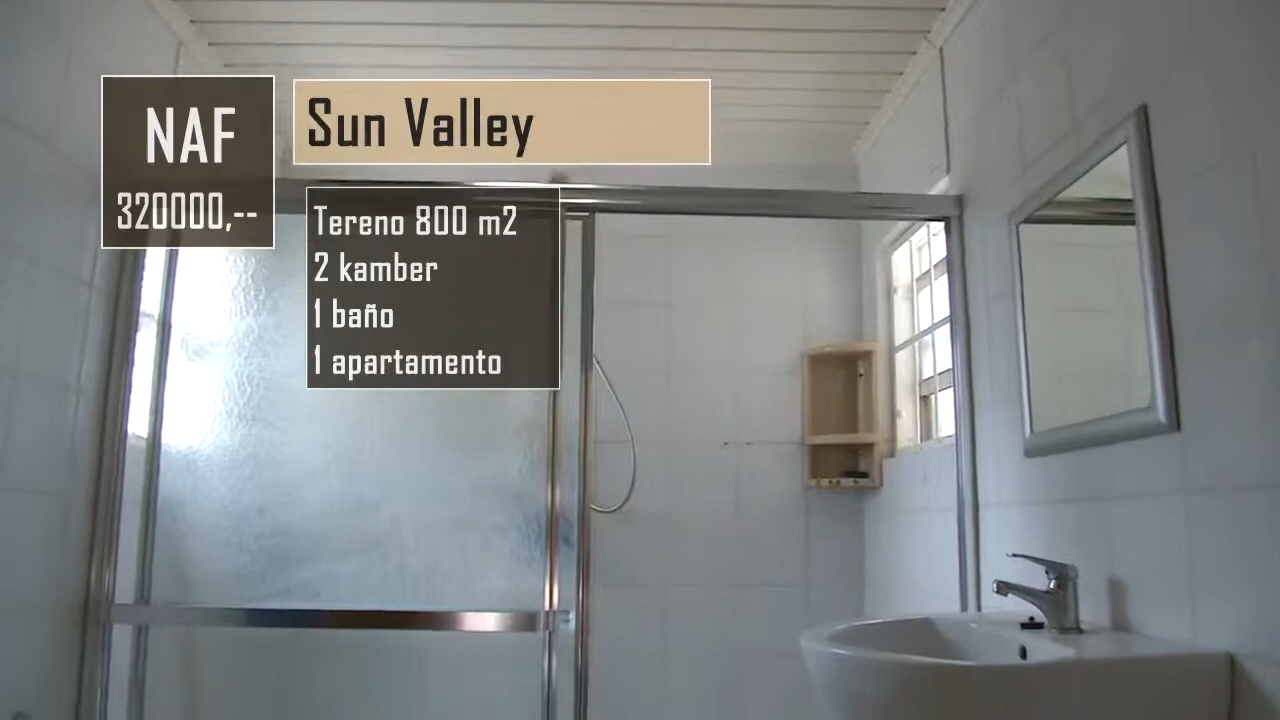 NAF
320000,--
Sun Valley
Tereno 800 m2
2 kamber
1 baño
1 apartamento